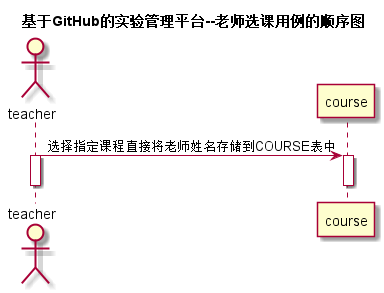 基于GitHub的实验管理平台--老师选课用例的顺序图
teacher
course
选择指定课程直接将老师姓名存储到COURSE表中
teacher
course